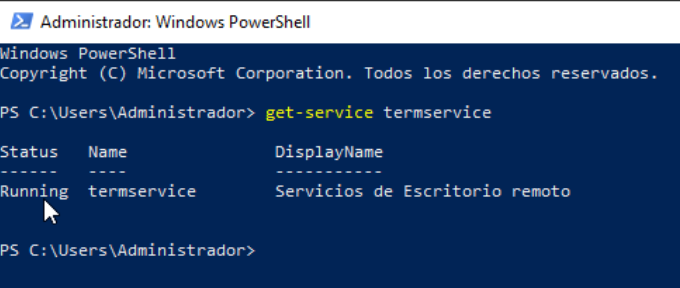 Administrador: Windows PowerShell
Windows PowerShell
Copyright (C) Microsoft Corporation. Todos los derechos reservados.
PS C:\Users\Administrador> get-service termservice
Status   Name               DisplayName
------   ----               -----------
Running  termservice        Servicios de Escritorio remoto
PS C:\Users\Administrador>